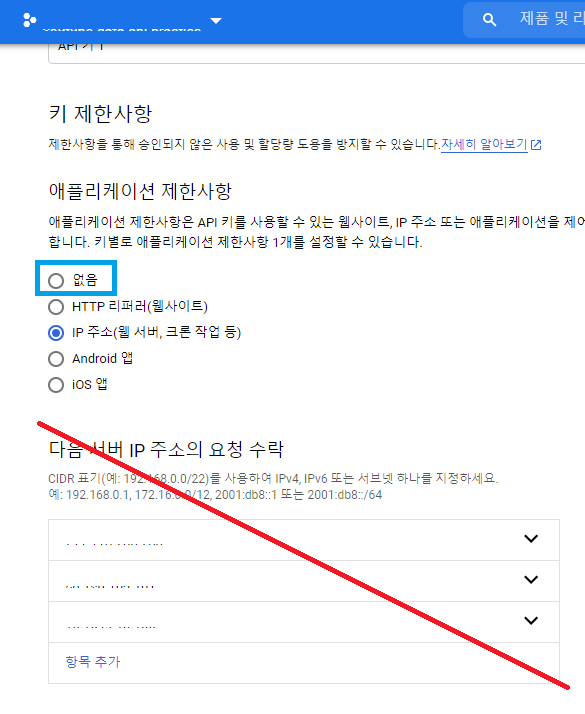 제품 및 리
API 키 1
키 제한사항
제한사항을 통해 승인되지 않은 사용 및 할당량 도용을 방지할 수 있습니다.자세히 알아보기
애플리케이션 제한사항
애플리케이션 제한사항은 API 키를 사용할 수 있는 웹사이트, IP 주소 또는 애플리케이션을 제어
합니다. 키별로 애플리케이션 제한사항 1개를 설정할 수 있습니다.
없음
HTTP 리퍼러(웹사이트)
IP 주소(웹 서버, 크론 작업 등)
Android 앱
iOS 앱
다음 서버 IP 주소의 요청 수락
CIDR 표기(예: 192.168.0.0/22)를 사용하여 IPv4, IPv6 또는 서브넷 하나를 지정하세요.
예: 192.168.0.1, 172.16.0.0/12, 2001:db8::1 또는 2001:db8::/64
항목 추가